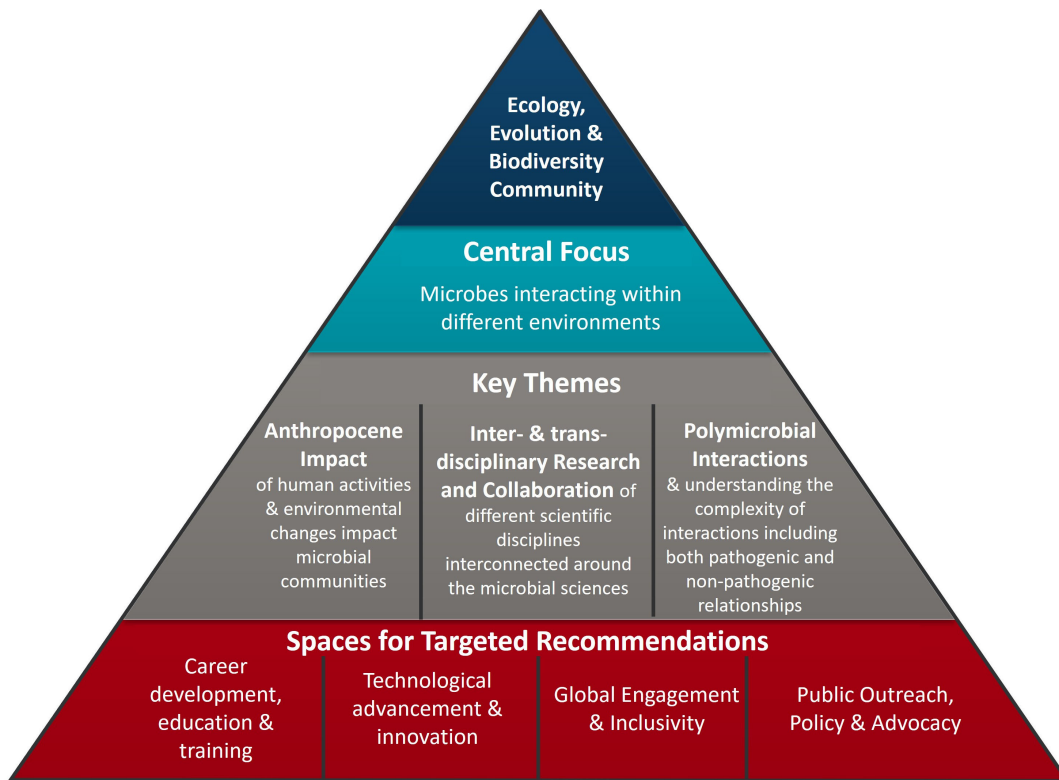 Ecology,
Evolution &
Biodiversity
Community
Central Focus
Microbes interacting within
different environments
Key Themes
Anthropocene
Impact
of human activities
& environmental
changes impact
microbial
communities
Inter- & trans-
disciplinary Research
and Collaboration of
different scientific
disciplines
interconnected around
the microbial sciences
Polymicrobial
Interactions
& understanding the
complexity of
interactions including
both pathogenic and
non-pathogenic
relationships
Spaces for Targeted Recommendations
Career
development,
education &
training
Technological
advancement &
innovation
Global Engagement
& Inclusivity
Public Outreach,
Policy & Advocacy